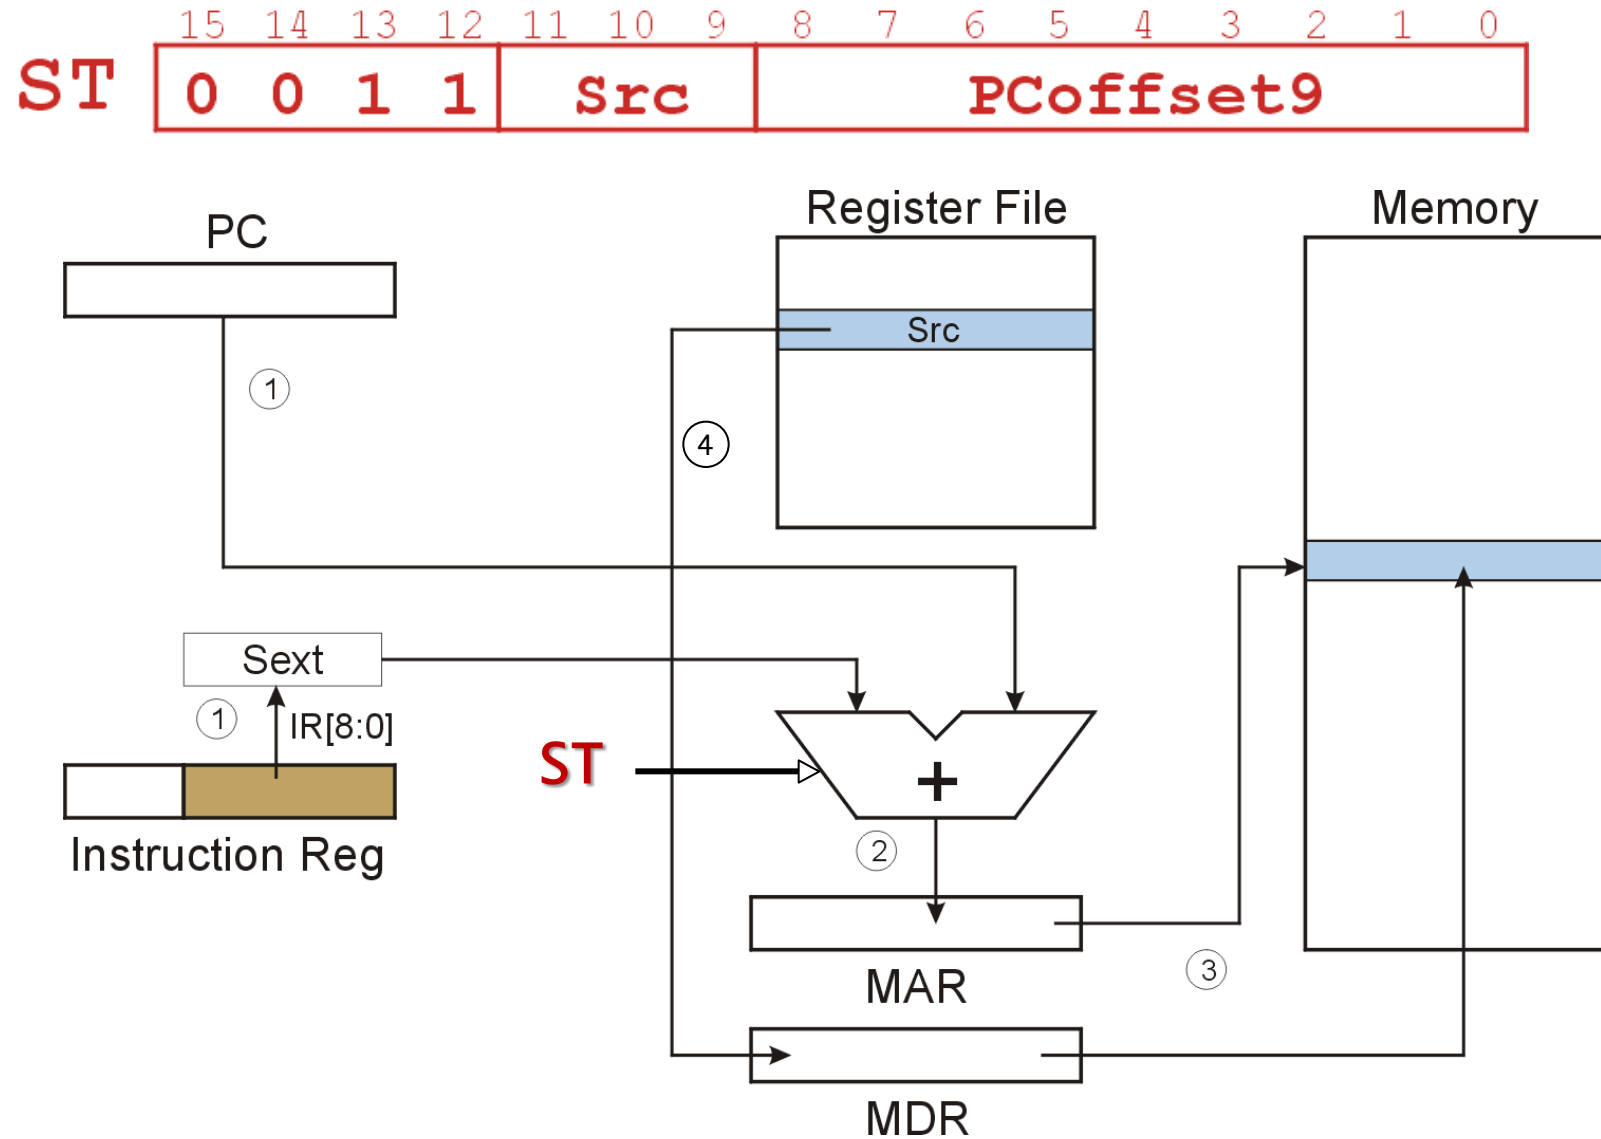 15 14 13 12 11 10 9 8 7 6 5 4 3 2 1 0
ST 0 0 1 1 Src PCoffset9
Register File Memory
PC
Src
1
4
Sext
1 IR[8:0]
ST
+
Instruction Reg
2
3
MAR
MDR